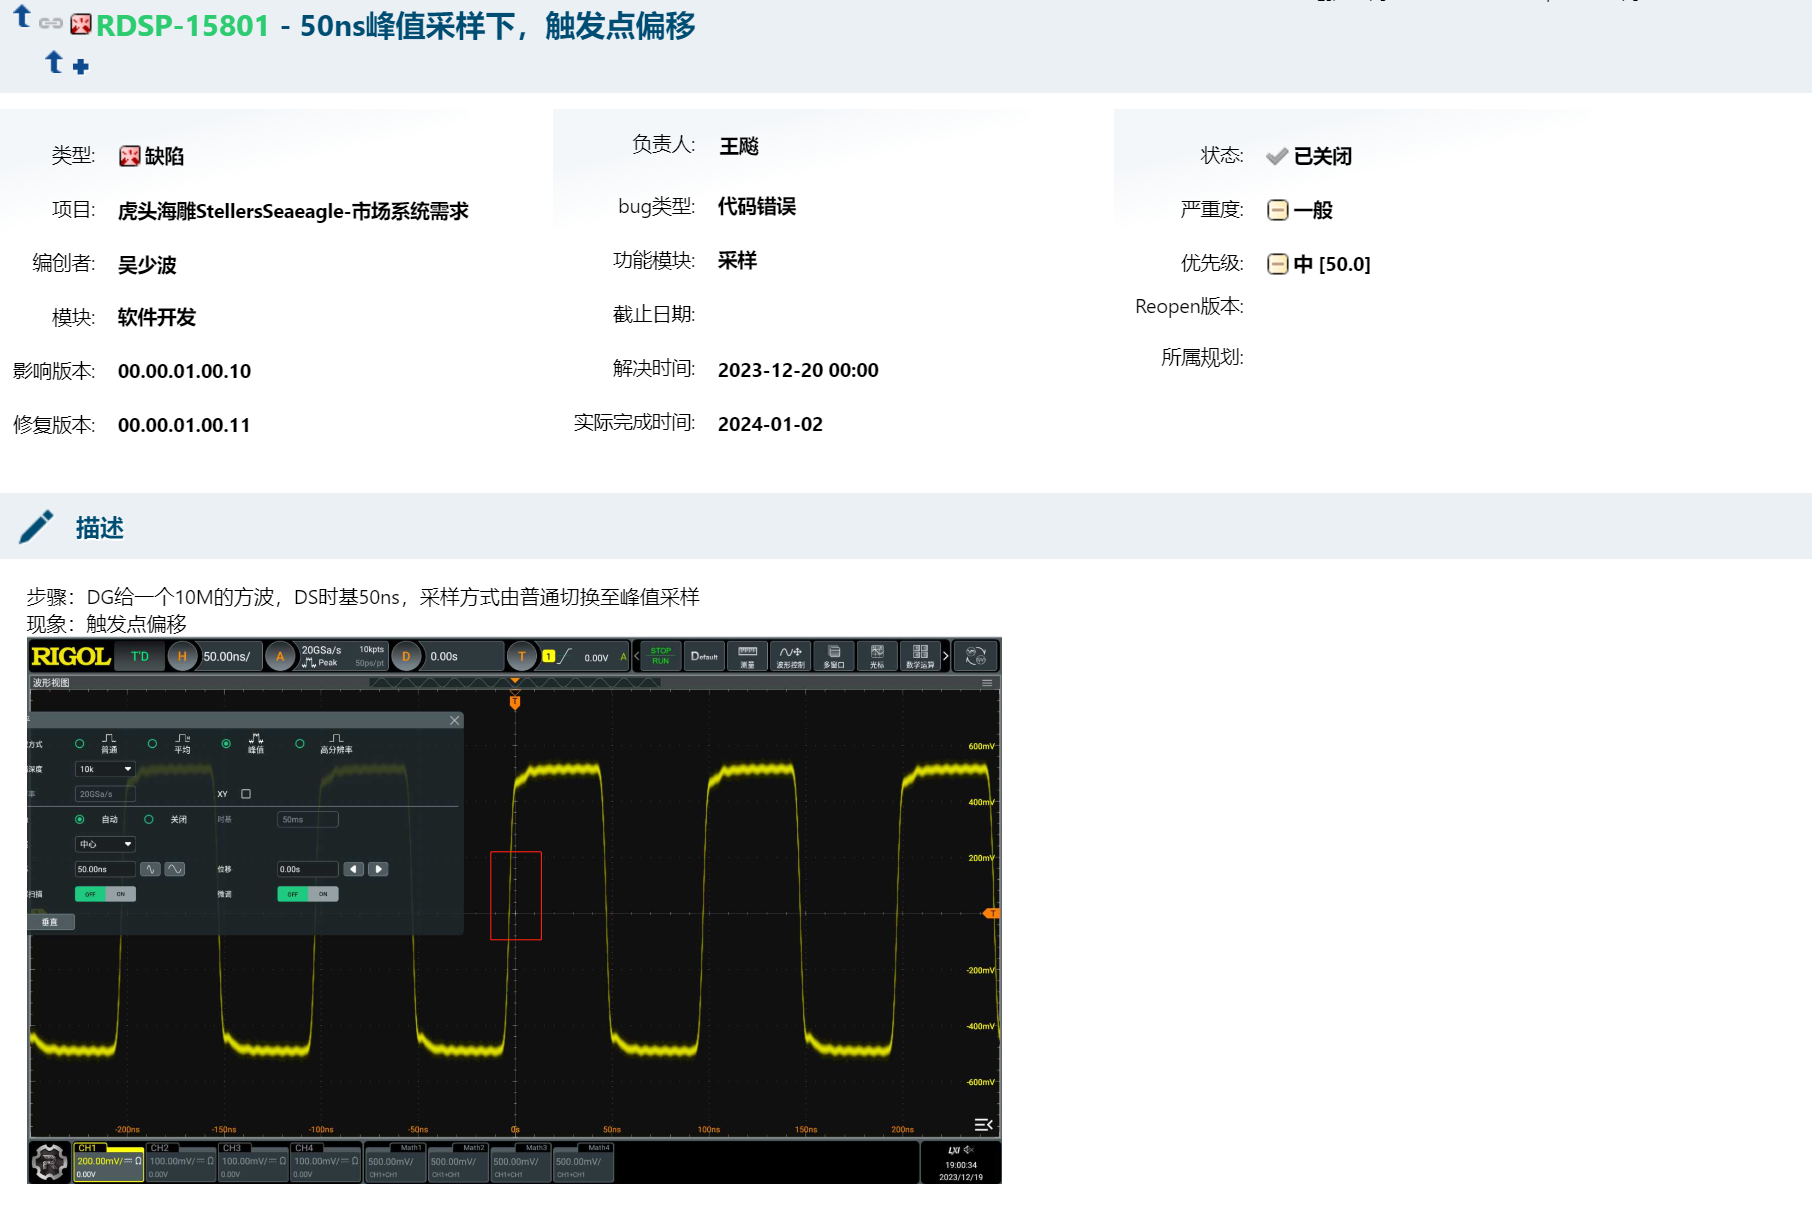 RDSP-15801 - 50ns峰值采样下，触发点偏移
类型: 缺陷
项目: 虎头海雕StellersSeaeagle-市场系统需求
编创者: 吴少波
模块: 软件开发
影响版本: 00.00.01.00.10
修复版本: 00.00.01.00.11
负责人: 王飚
bug类型: 代码错误
功能模块: 采样
截止日期:
解决时间: 2023-12-20 00:00
实际完成时间: 2024-01-02
状态: 已关闭
严重度: 一般
优先级: 中 [50.0]
Reopen版本:
所属规划:
描述
步骤：DG给一个10M的方波，DS时基50ns，采样方式由普通切换至峰值采样
现象：触发点偏移
RIGOL T'D H 50.00ns/ A 20GSa/s 10kpts D 0.00s T 1 0.00V A STOP Default 测量 波形控制 多窗口 光标 数学运算
Peak 50ps/pt RUN
波形视图
T
方式 普通 平均 峰值 高分辨率
深度 10k
率 20GSa/s XY
自动 关闭 时基 50ms
中心
50.00ns 位移 0.00s
扫描 OFF ON 微调 OFF ON
垂直
600mV
400mV
200mV
T
-200mV
-400mV
-600mV
-200ns -150ns -100ns -50ns 0s 50ns 100ns 150ns 200ns
CH1 CH2 CH3 CH4 Math1 Math2 Math3 Math4
200.00mV/ Ω 100.00mV/ Ω 100.00mV/ Ω 100.00mV/ Ω 500.00mV/ 500.00mV/ 500.00mV/ 500.00mV/
0.00V 0.00V 0.00V 0.00V CH1+CH1 CH1+CH1 CH1+CH1 CH1+CH1
LXI
19:00:34
2023/12/19